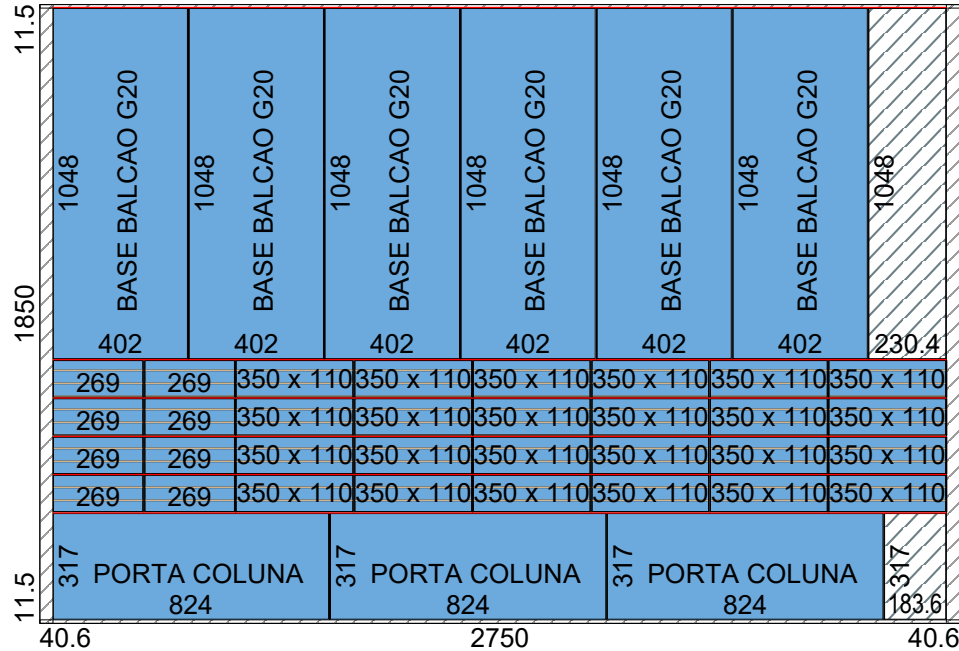 11.5
1048 BASE BALCAO G20 1048 BASE BALCAO G20 1048 BASE BALCAO G20 1048 BASE BALCAO G20 1048 BASE BALCAO G20 1048 BASE BALCAO G20 1048
1850
402 402 402 402 402 402 230.4
269 269 350 x 110 350 x 110 350 x 110 350 x 110 350 x 110 350 x 110
269 269 350 x 110 350 x 110 350 x 110 350 x 110 350 x 110 350 x 110
269 269 350 x 110 350 x 110 350 x 110 350 x 110 350 x 110 350 x 110
269 269 350 x 110 350 x 110 350 x 110 350 x 110 350 x 110 350 x 110
11.5 317 PORTA COLUNA 317 PORTA COLUNA 317 PORTA COLUNA 317
824 824 824 183.6
40.6 2750 40.6